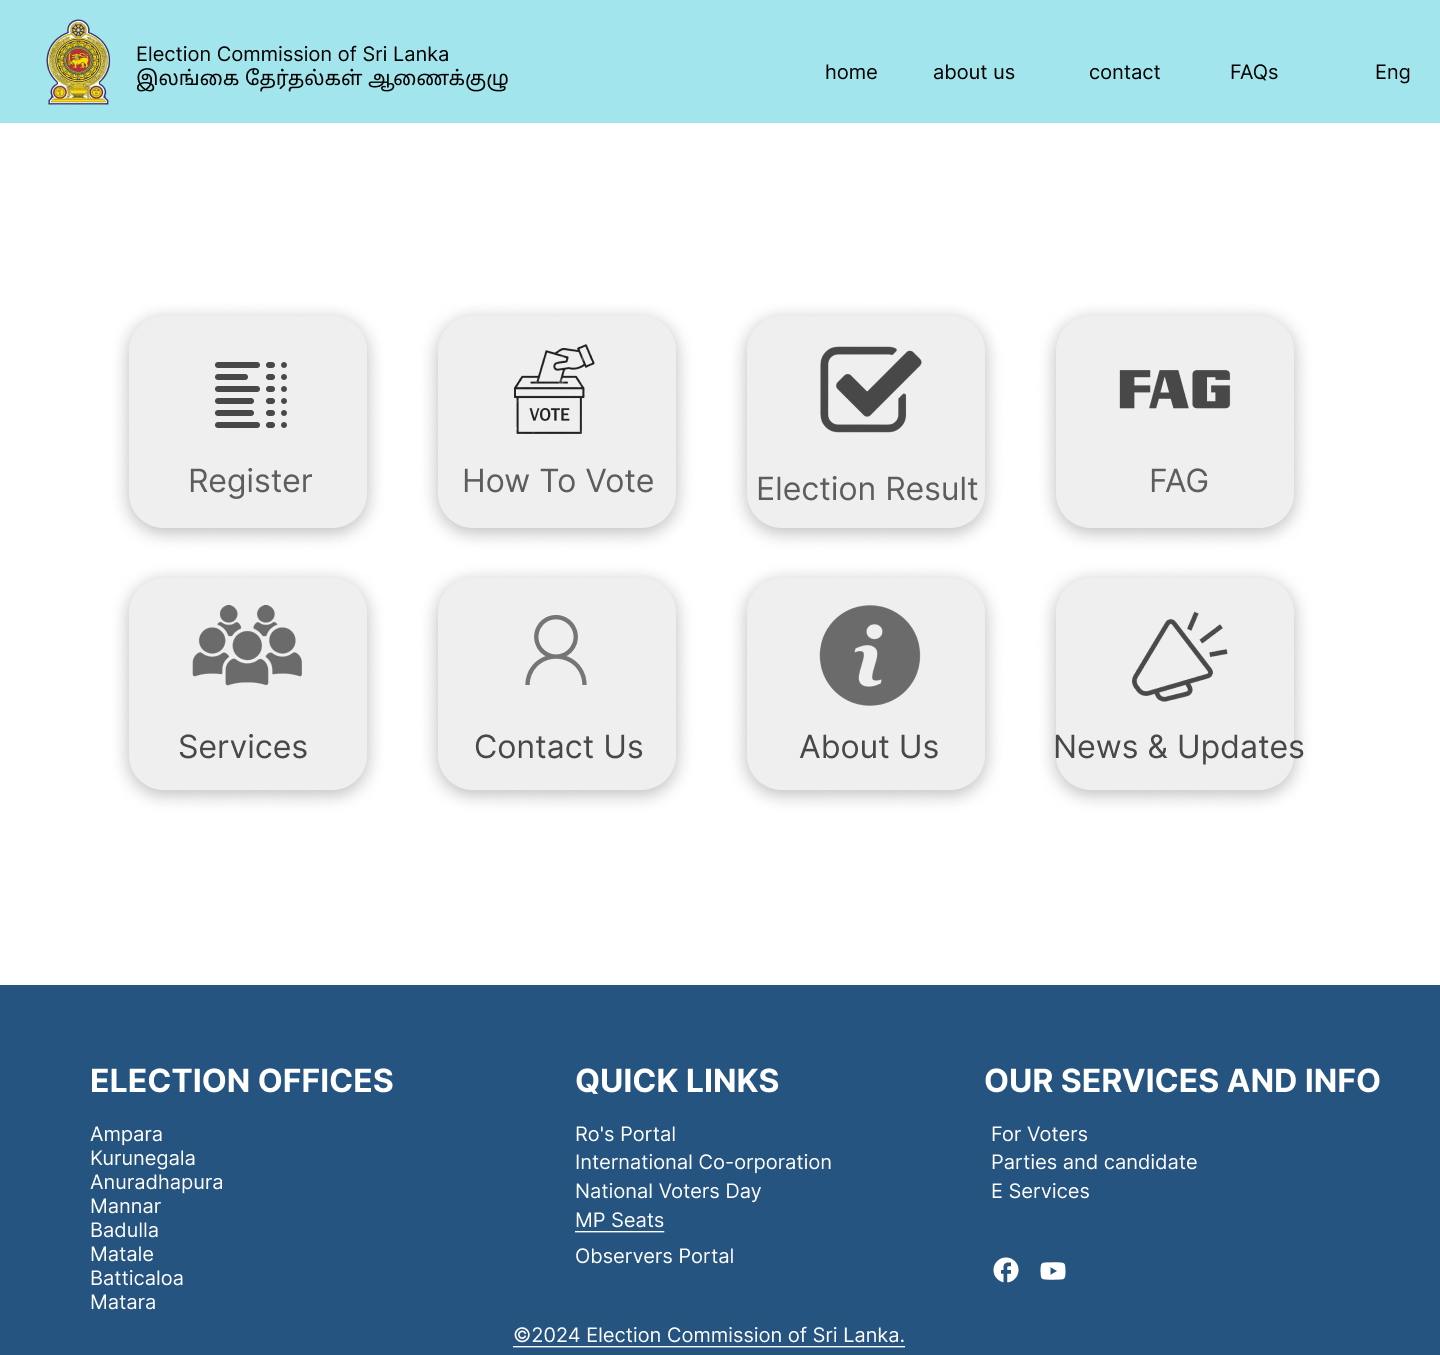 Election Commission of Sri Lanka
இலங்கை தேர்தல்கள் ஆணைக்குழு
home about us contact FAQs Eng
VOTE
FAG
Register How To Vote Election Result FAG
Services Contact Us About Us News & Updates
ELECTION OFFICES
Ampara
Kurunegala
Anuradhapura
Mannar
Badulla
Matale
Batticaloa
Matara
QUICK LINKS
Ro's Portal
International Co-orporation
National Voters Day
MP Seats
Observers Portal
OUR SERVICES AND INFO
For Voters
Parties and candidate
E Services
©2024 Election Commission of Sri Lanka.